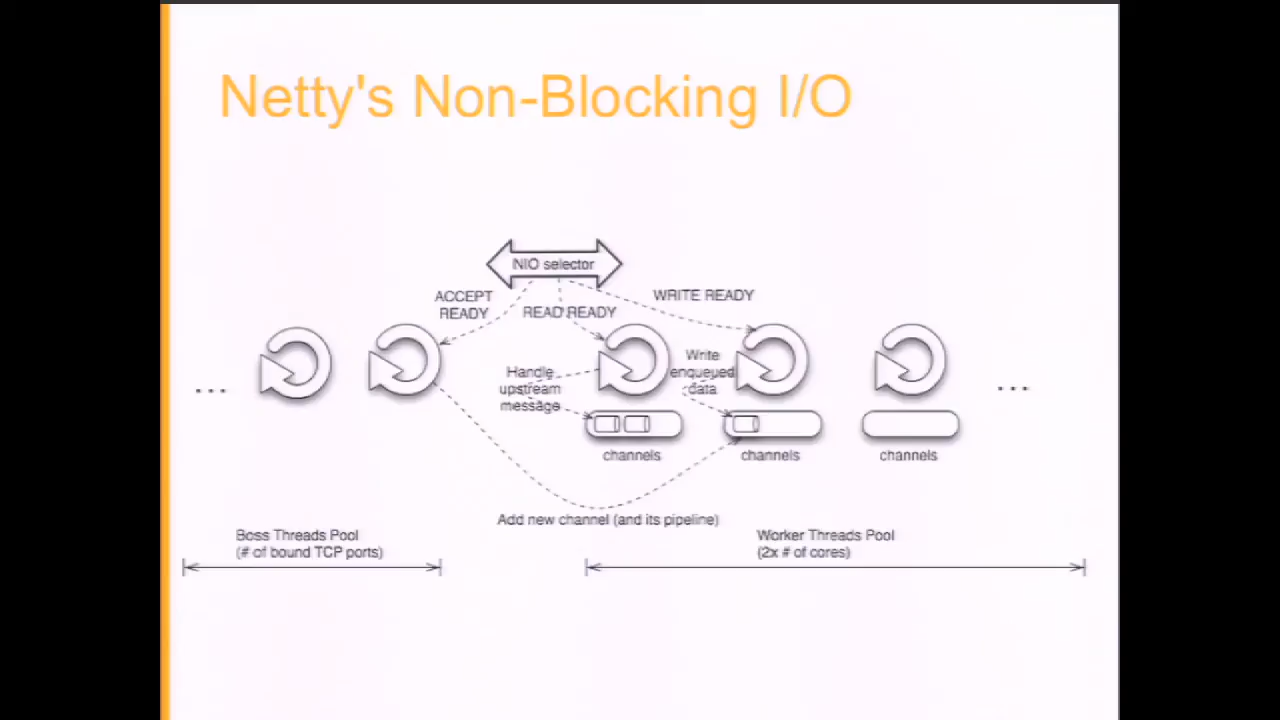 Netty's Non-Blocking I/O
NIO selector
ACCEPT
READY
READ READY
WRITE READY
Handle
upstream
message
Write
enqueued
data
...
...
channels
channels
channels
Add new channel (and its pipeline)
Boss Threads Pool
(# of bound TCP ports)
Worker Threads Pool
(2x # of cores)